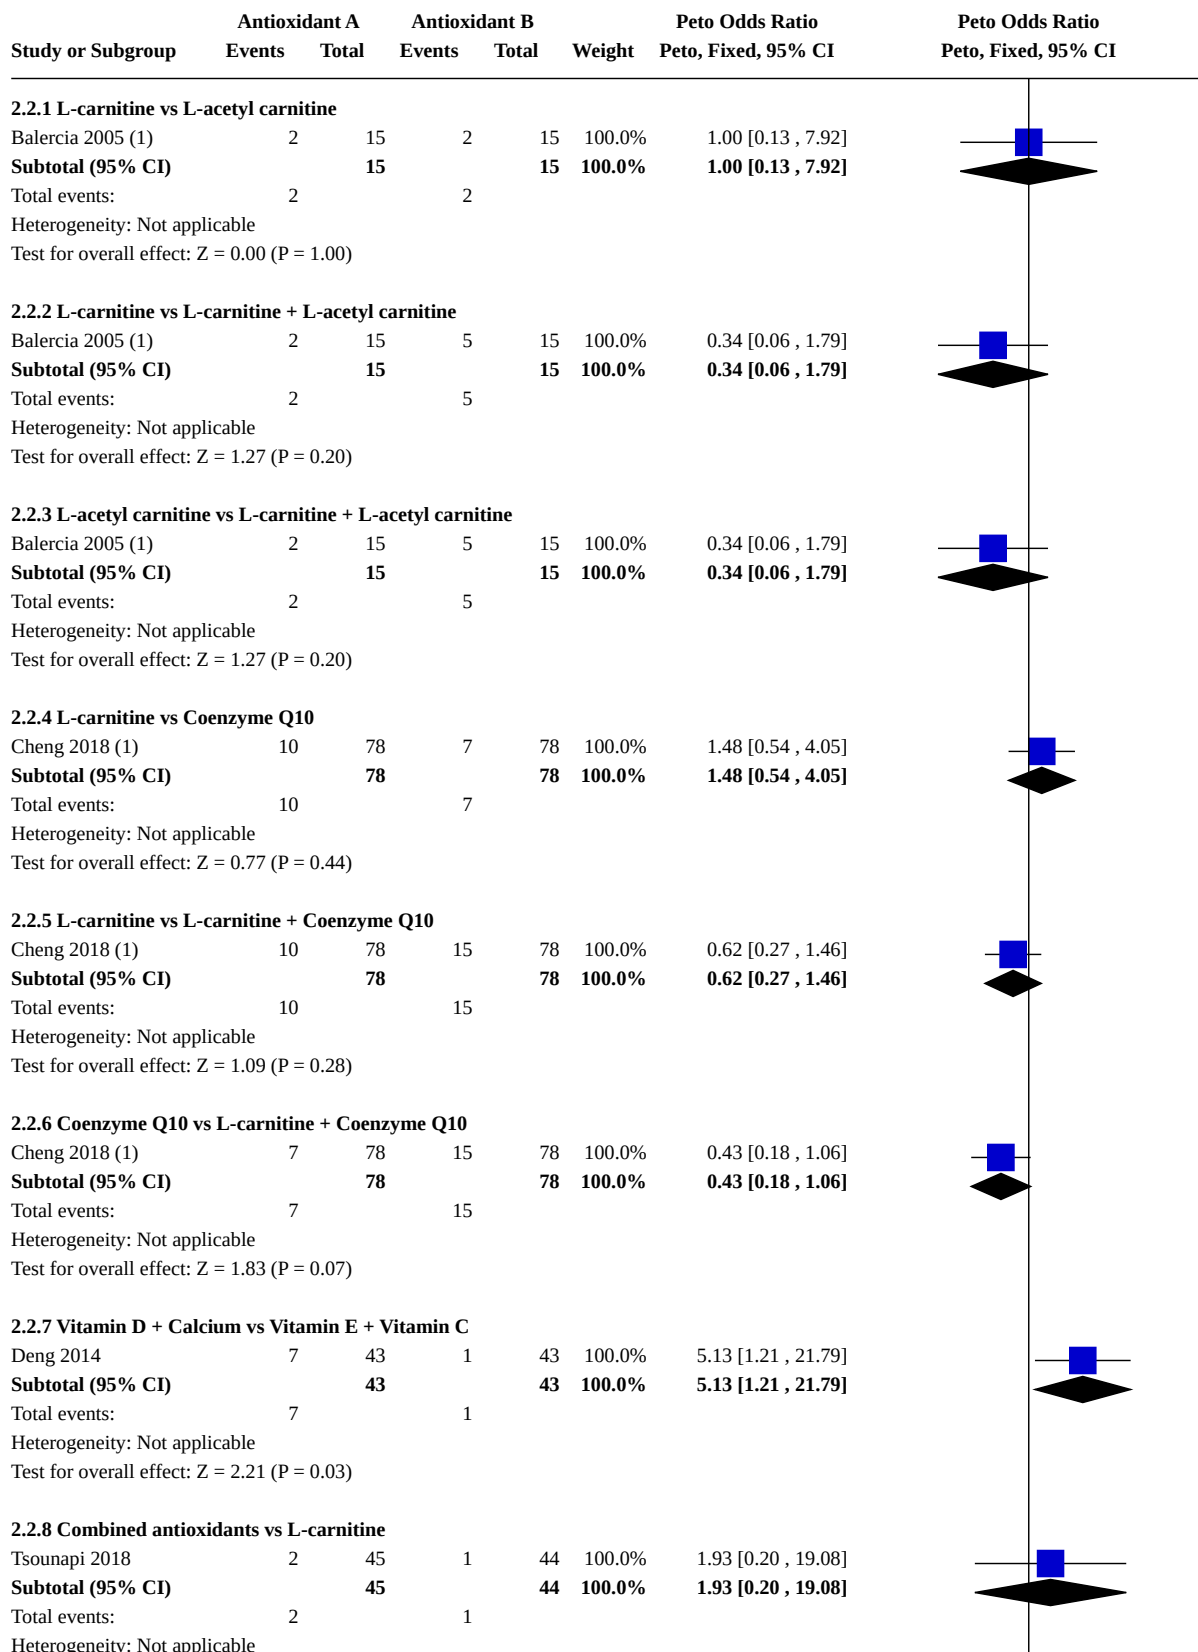 Antioxidant A Antioxidant B Peto Odds Ratio Peto Odds Ratio
Study or Subgroup Events Total Events Total Weight Peto, Fixed, 95% CI Peto, Fixed, 95% CI
2.2.1 L-carnitine vs L-acetyl carnitine
Balercia 2005 (1) 2 15 2 15 100.0% 1.00 [0.13 , 7.92]
Subtotal (95% CI) 15 15 100.0% 1.00 [0.13 , 7.92]
Total events: 2 2
Heterogeneity: Not applicable
Test for overall effect: Z = 0.00 (P = 1.00)
2.2.2 L-carnitine vs L-carnitine + L-acetyl carnitine
Balercia 2005 (1) 2 15 5 15 100.0% 0.34 [0.06 , 1.79]
Subtotal (95% CI) 15 15 100.0% 0.34 [0.06 , 1.79]
Total events: 2 5
Heterogeneity: Not applicable
Test for overall effect: Z = 1.27 (P = 0.20)
2.2.3 L-acetyl carnitine vs L-carnitine + L-acetyl carnitine
Balercia 2005 (1) 2 15 5 15 100.0% 0.34 [0.06 , 1.79]
Subtotal (95% CI) 15 15 100.0% 0.34 [0.06 , 1.79]
Total events: 2 5
Heterogeneity: Not applicable
Test for overall effect: Z = 1.27 (P = 0.20)
2.2.4 L-carnitine vs Coenzyme Q10
Cheng 2018 (1) 10 78 7 78 100.0% 1.48 [0.54 , 4.05]
Subtotal (95% CI) 78 78 100.0% 1.48 [0.54 , 4.05]
Total events: 10 7
Heterogeneity: Not applicable
Test for overall effect: Z = 0.77 (P = 0.44)
2.2.5 L-carnitine vs L-carnitine + Coenzyme Q10
Cheng 2018 (1) 10 78 15 78 100.0% 0.62 [0.27 , 1.46]
Subtotal (95% CI) 78 78 100.0% 0.62 [0.27 , 1.46]
Total events: 10 15
Heterogeneity: Not applicable
Test for overall effect: Z = 1.09 (P = 0.28)
2.2.6 Coenzyme Q10 vs L-carnitine + Coenzyme Q10
Cheng 2018 (1) 7 78 15 78 100.0% 0.43 [0.18 , 1.06]
Subtotal (95% CI) 78 78 100.0% 0.43 [0.18 , 1.06]
Total events: 7 15
Heterogeneity: Not applicable
Test for overall effect: Z = 1.83 (P = 0.07)
2.2.7 Vitamin D + Calcium vs Vitamin E + Vitamin C
Deng 2014 7 43 1 43 100.0% 5.13 [1.21 , 21.79]
Subtotal (95% CI) 43 43 100.0% 5.13 [1.21 , 21.79]
Total events: 7 1
Heterogeneity: Not applicable
Test for overall effect: Z = 2.21 (P = 0.03)
2.2.8 Combined antioxidants vs L-carnitine
Tsounapi 2018 2 45 1 44 100.0% 1.93 [0.20 , 19.08]
Subtotal (95% CI) 45 44 100.0% 1.93 [0.20 , 19.08]
Total events: 2 1
Heterogeneity: Not applicable